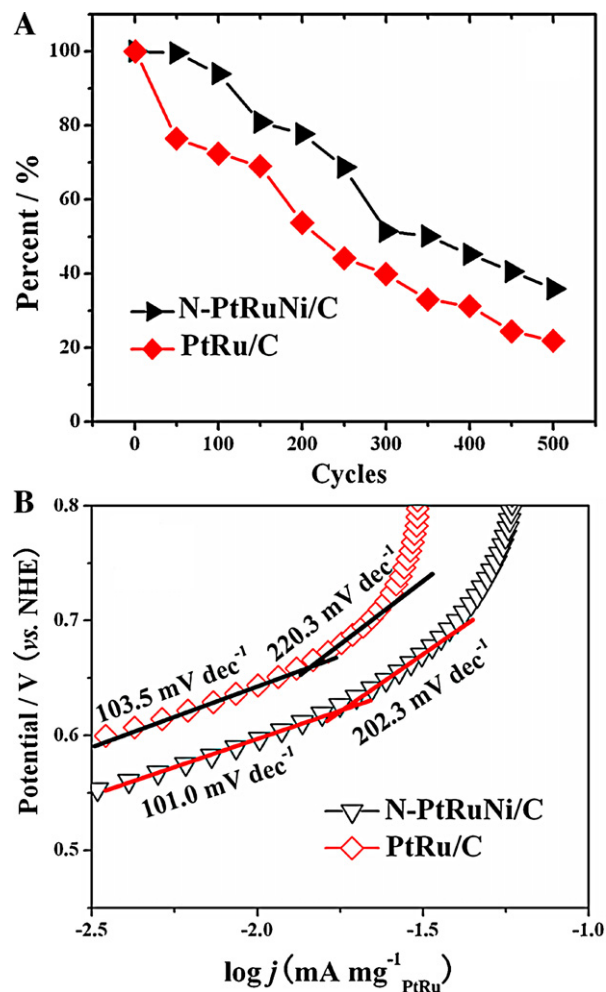 A
100
80
60
40
20
0
Percent / %
N-PtRuNi/C
PtRu/C
0 100 200 300 400 500
Cycles
B
0.8
0.7
0.6
0.5
Potential / V (vs. NHE)
103.5 mV dec⁻¹
220.3 mV dec⁻¹
101.0 mV dec⁻¹
202.3 mV dec⁻¹
N-PtRuNi/C
PtRu/C
-2.5 -2.0 -1.5 -1.0
log j (mA mg⁻¹PtRu)